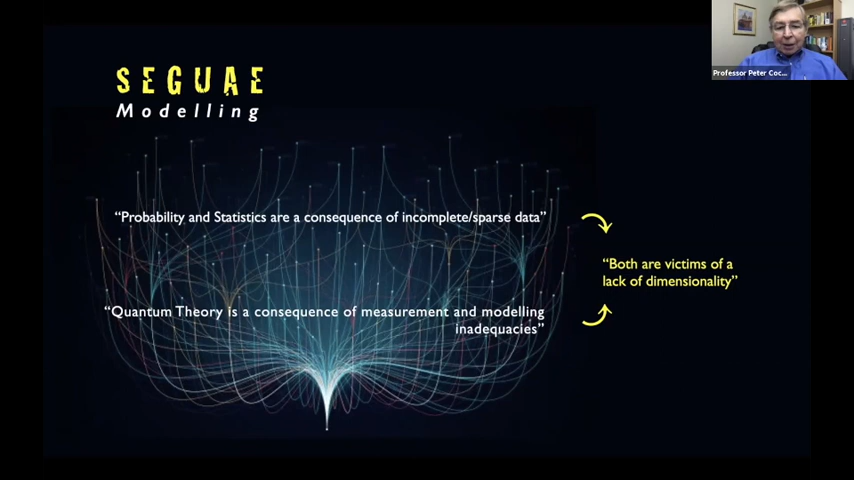 SEGUAE
Modelling
Professor Peter Coc...
“Probability and Statistics are a consequence of incomplete/sparse data”
“Both are victims of a
lack of dimensionality”
“Quantum Theory is a consequence of measurement and modelling
inadequacies”